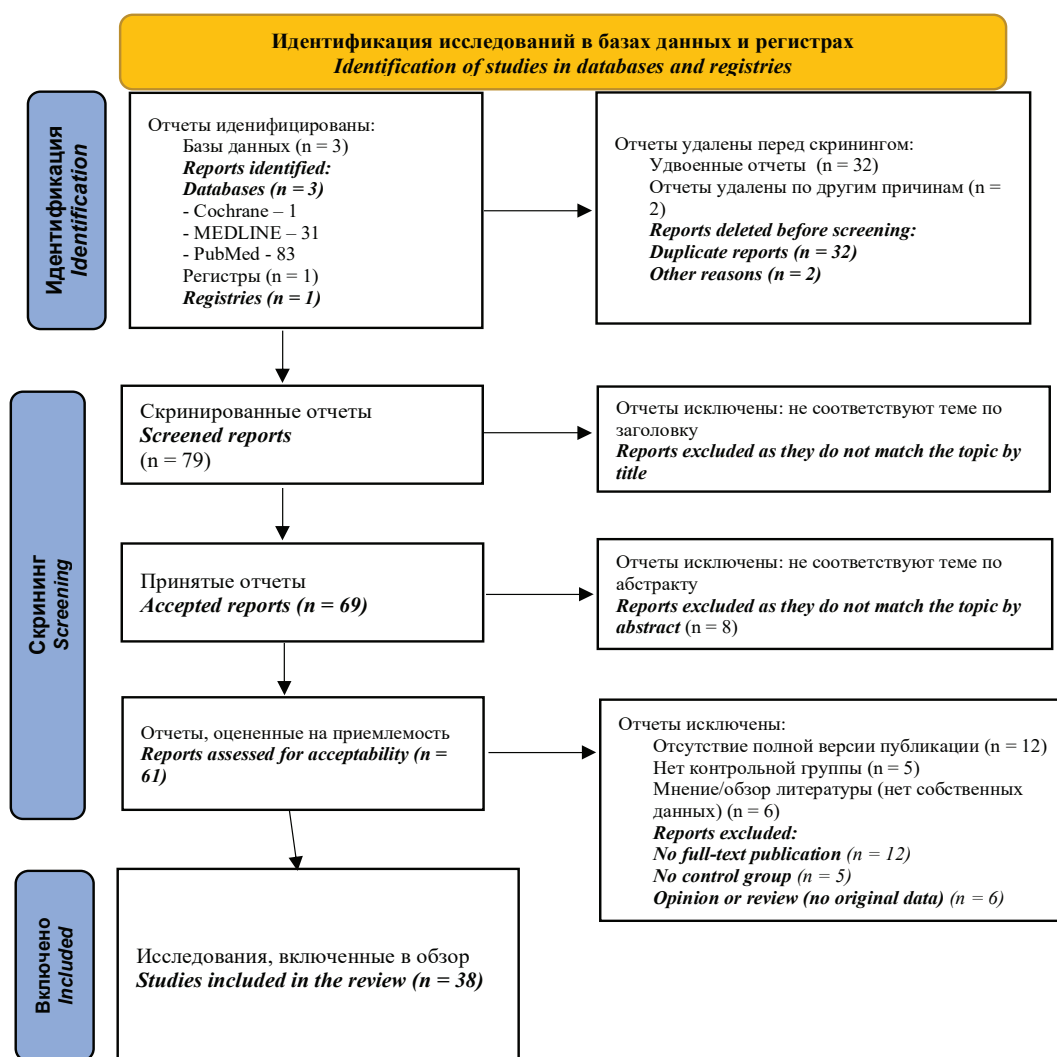 Идентификация исследований в базах данных и регистрах
Identification of studies in databases and registries
Идентификация
Identification
Отчеты иденифицированы:
Базы данных (n = 3)
Reports identified:
Databases (n = 3)
- Cochrane – 1
- MEDLINE – 31
- PubMed - 83
Регистры (n = 1)
Registries (n = 1)
Отчеты удалены перед скринингом:
Удвоенные отчеты (n = 32)
Отчеты удалены по другим причинам (n =
2)
Reports deleted before screening:
Duplicate reports (n = 32)
Other reasons (n = 2)
Скрининг
Screening
Скринированные отчеты
Screened reports
(n = 79)
Отчеты исключены: не соответствуют теме по
заголовку
Reports excluded as they do not match the topic by
title
Принятые отчеты
Accepted reports (n = 69)
Отчеты исключены: не соответствуют теме по
абстракту
Reports excluded as they do not match the topic by
abstract (n = 8)
Отчеты, оцененные на приемлемость
Reports assessed for acceptability (n =
61)
Отчеты исключены:
Отсутствие полной версии публикации (n = 12)
Нет контрольной группы (n = 5)
Мнение/обзор литературы (нет собственных
данных) (n = 6)
Reports excluded:
No full-text publication (n = 12)
No control group (n = 5)
Opinion or review (no original data) (n = 6)
Включено
Included
Исследования, включенные в обзор
Studies included in the review (n = 38)